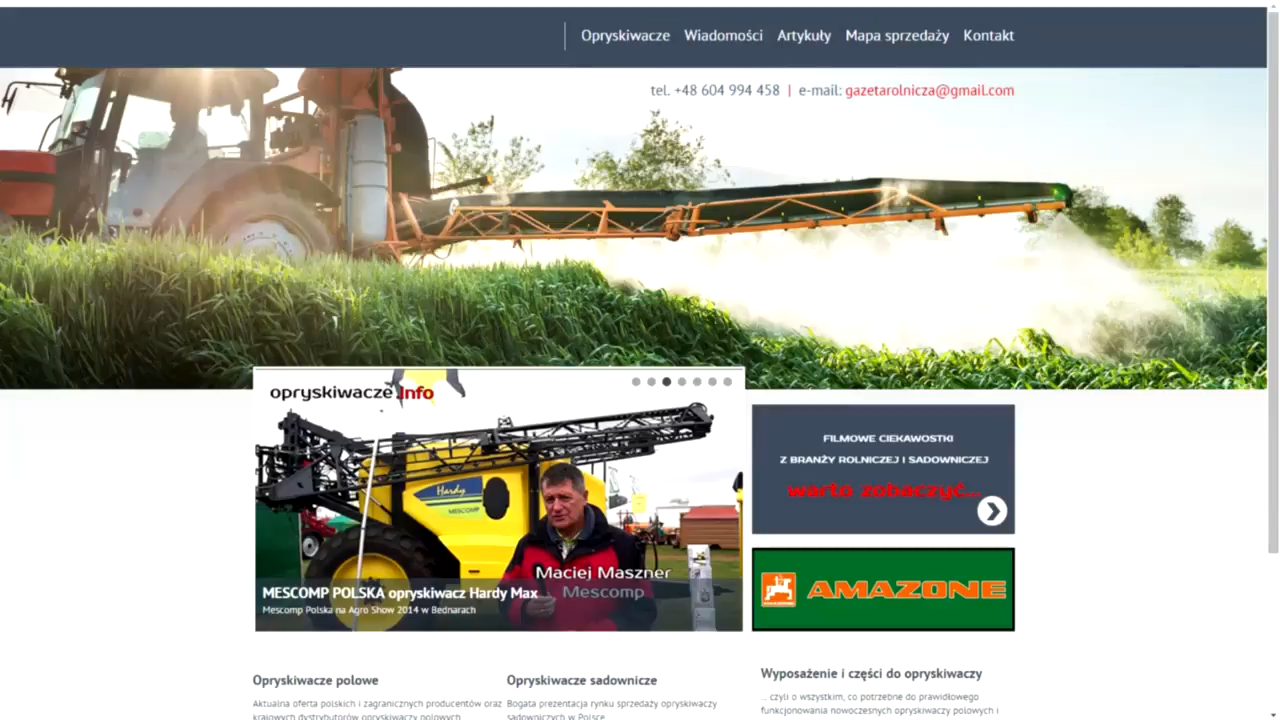 Opryskiwacze Wiadomości Artykuły Mapa sprzedaży Kontakt
tel. +48 604 994 458 | e-mail: gazetarolnicza@gmail.com
opryskiwacze.info
Hardy
MESCOMP
Maciej Maszner
Mescomp
MESCOMP POLSKA opryskiwacz Hardy Max
Mescomp Polska na Agro Show 2014 w Bednarach
FILMOWE CIEKAWOSTKI
Z BRANŻY ROLNICZEJ I SADOWNICZEJ
warto zobaczyć...
AMAZONE
Opryskiwacze polowe
Aktualna oferta polskich i zagranicznych producentów oraz
krajowych dystrybutorów opryskiwaczy polowych
Opryskiwacze sadownicze
Bogata prezentacja rynku sprzedaży opryskiwaczy
sadowniczych w Polsce
Wyposażenie i części do opryskiwaczy
... czyli o wszystkim, co potrzebne do prawidłowego
funkcjonowania nowoczesnych opryskiwaczy polowych i